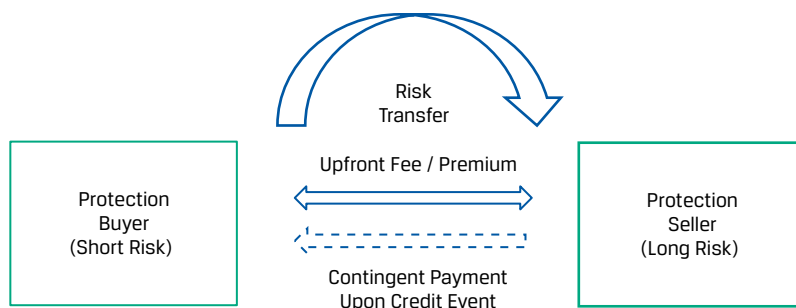 Risk
Transfer
Upfront Fee / Premium
Protection
Buyer
(Short Risk)
Protection
Seller
(Long Risk)
Contingent Payment
Upon Credit Event